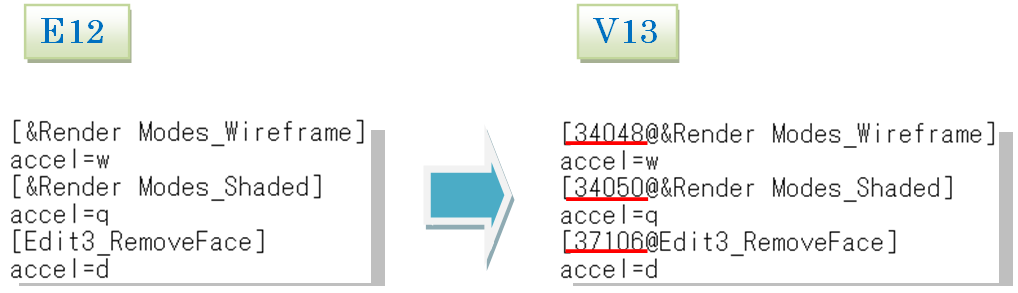 E12
[&Render Modes_Wireframe]
accel=w
[&Render Modes_Shaded]
accel=q
[Edit3_RemoveFace]
accel=d
V13
[34048@&Render Modes_Wireframe]
accel=w
[34050@&Render Modes_Shaded]
accel=q
[37106@Edit3_RemoveFace]
accel=d